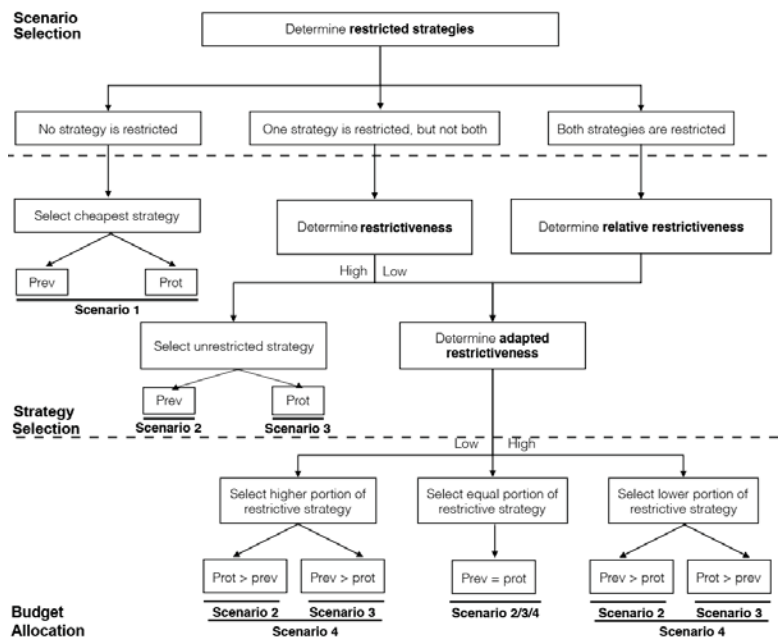 Scenario
Selection
Determine restricted strategies
No strategy is restricted
One strategy is restricted, but not both
Both strategies are restricted
Select cheapest strategy
Determine restrictiveness
Determine relative restrictiveness
High
Low
Prev
Prot
Scenario 1
Select unrestricted strategy
Determine adapted
restrictiveness
Prev
Prot
Scenario 2
Scenario 3
Strategy
Selection
Low
High
Select higher portion of
restrictive strategy
Select equal portion of
restrictive strategy
Select lower portion of
restrictive strategy
Prot > prev
Prev > prot
Prev = prot
Prev > prot
Prot > prev
Scenario 2
Scenario 3
Scenario 2/3/4
Scenario 2
Scenario 3
Scenario 4
Scenario 4
Budget
Allocation